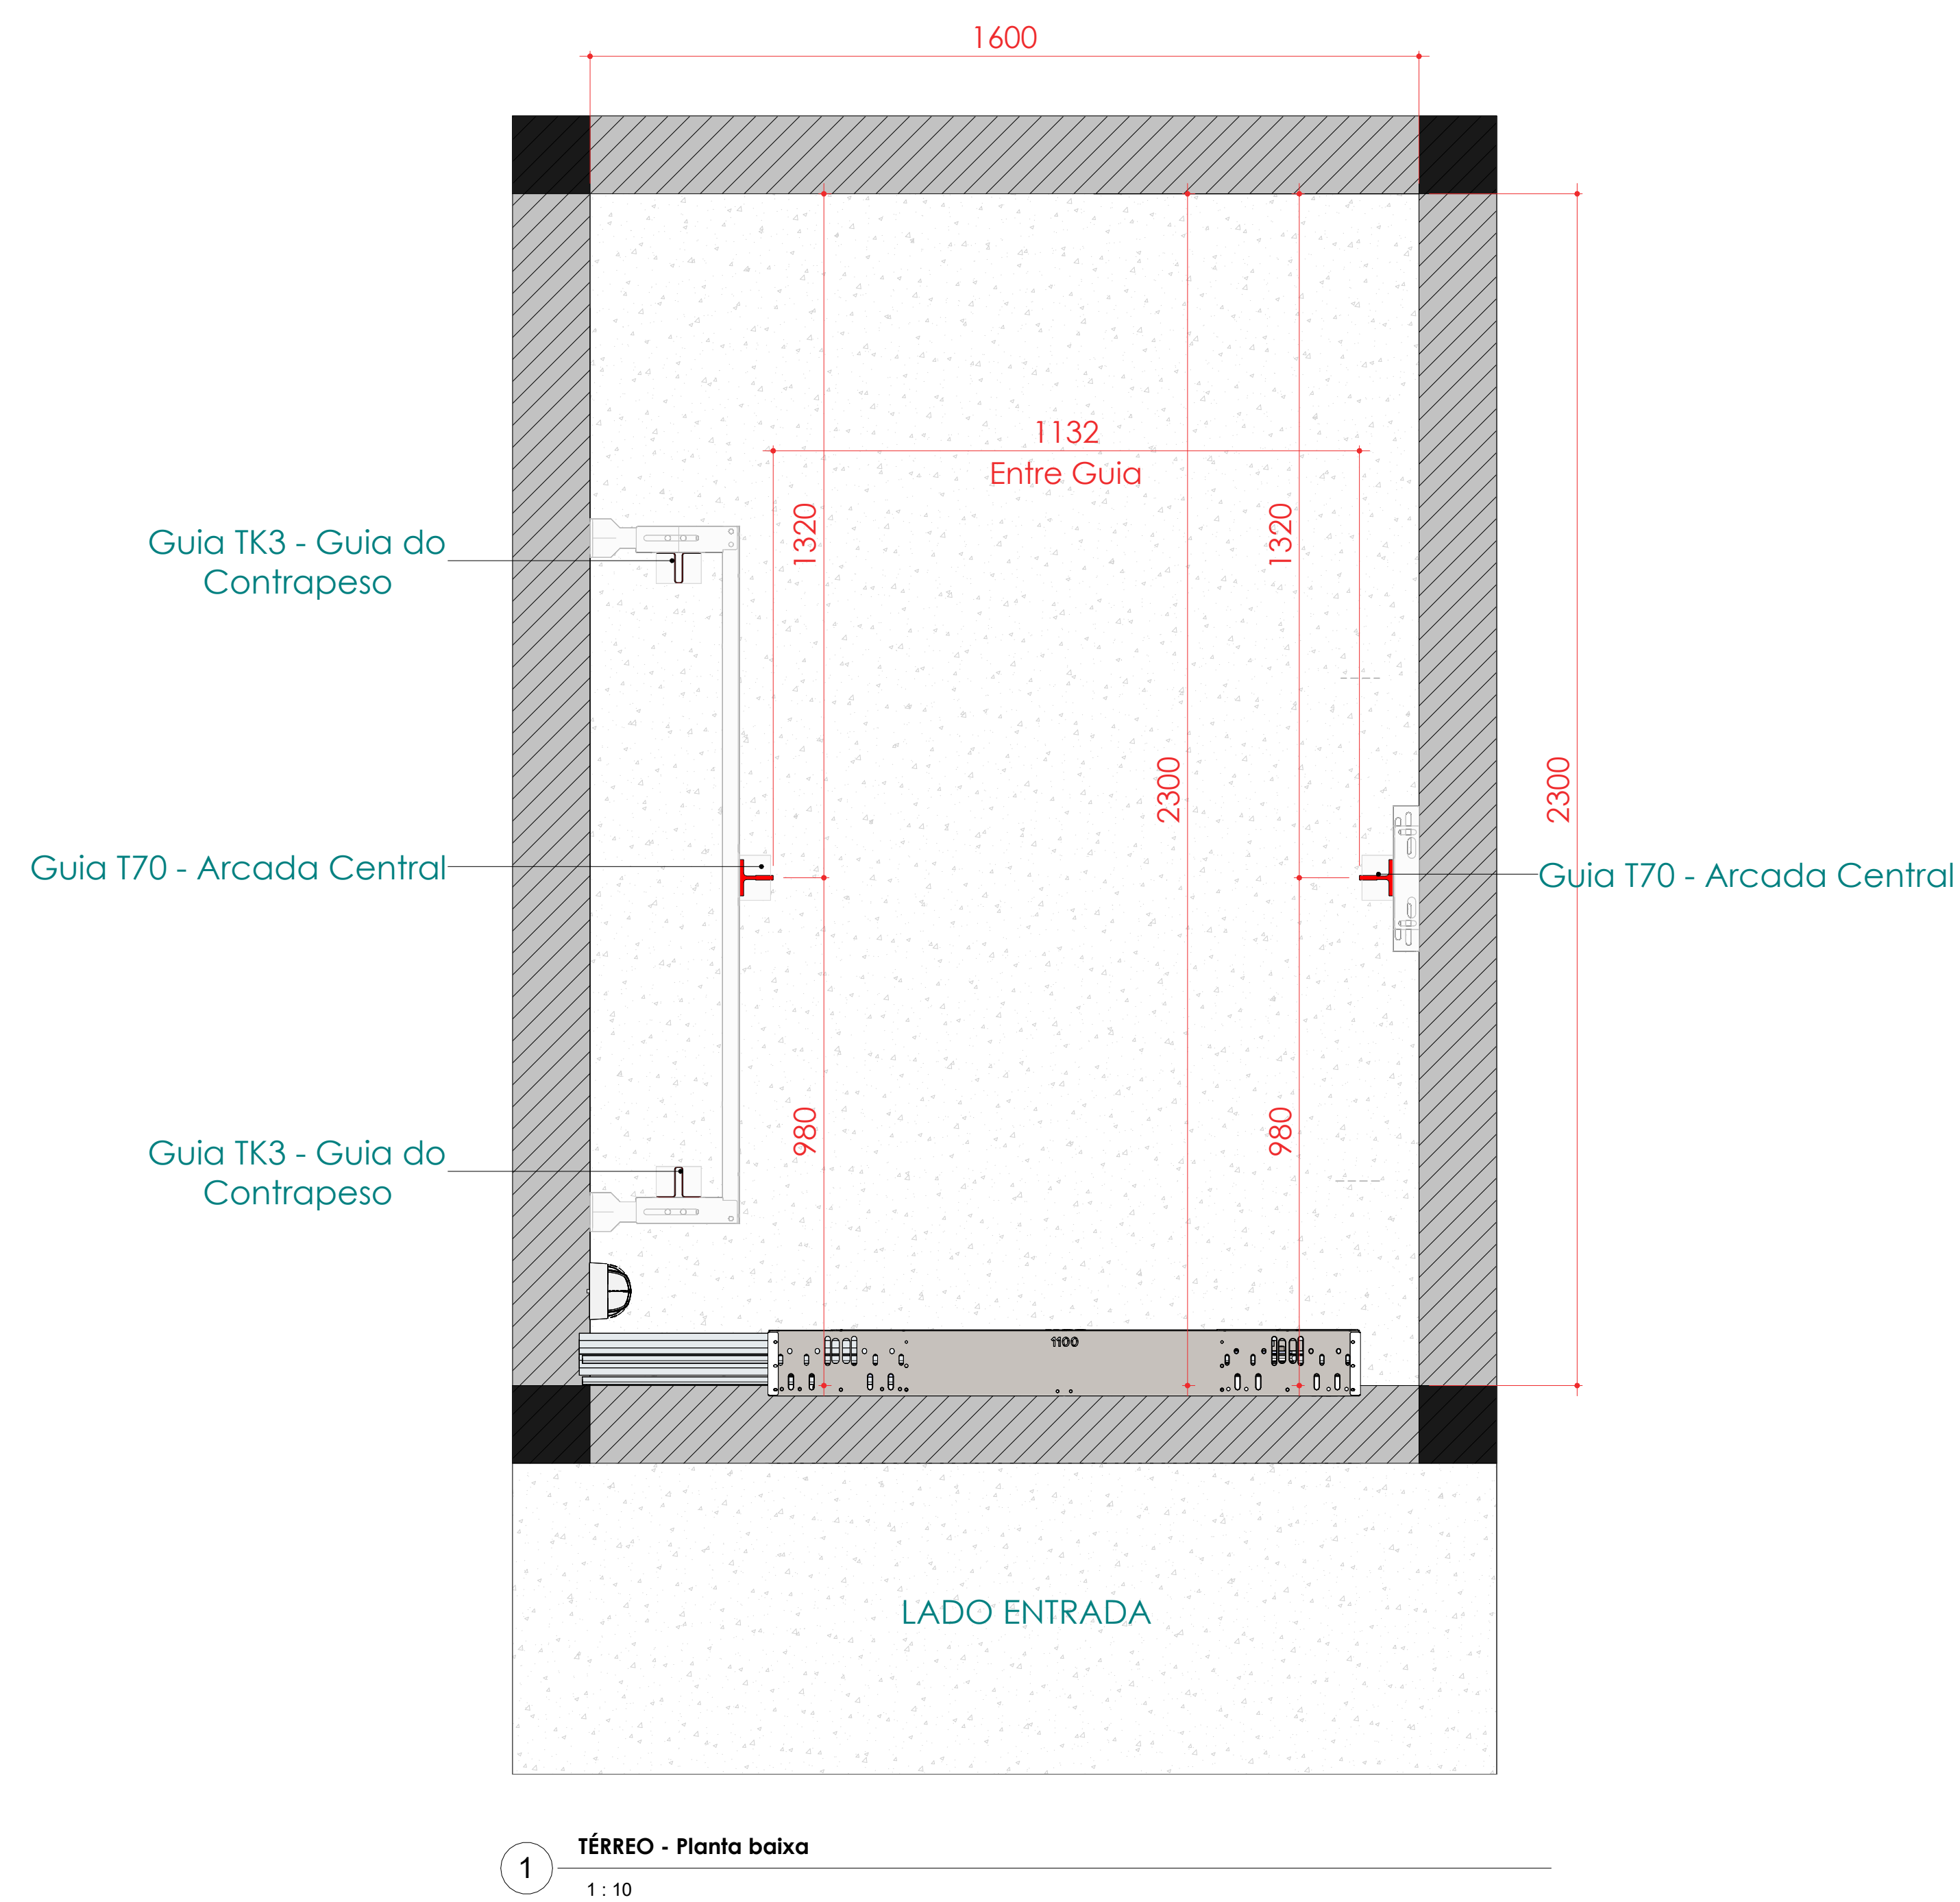 1600
1132
Entre Guia
1320
1320
Guia TK3 - Guia do
Contrapeso
2300
2300
Guia T70 - Arcada Central
Guia T70 - Arcada Central
980
980
Guia TK3 - Guia do
Contrapeso
1100
LADO ENTRADA
1
TÉRREO - Planta baixa
1 : 10